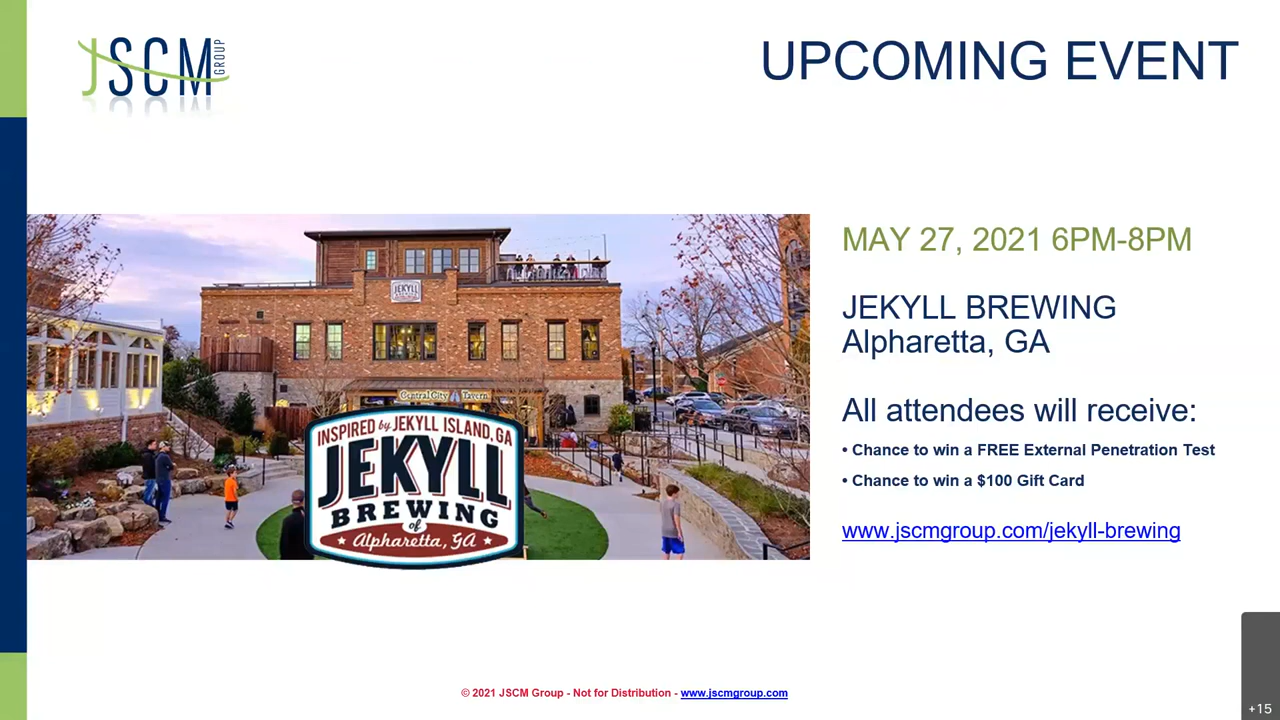 JSCM GROUP
UPCOMING EVENT
JEKYLL
Central City Tavern
INSPIRED by JEKYLL ISLAND, GA
JEKYLL
BREWING
of
Alpharetta, GA
MAY 27, 2021 6PM-8PM
JEKYLL BREWING
Alpharetta, GA
All attendees will receive:
• Chance to win a FREE External Penetration Test
• Chance to win a $100 Gift Card
www.jscmgroup.com/jekyll-brewing
© 2021 JSCM Group - Not for Distribution - www.jscmgroup.com
+15